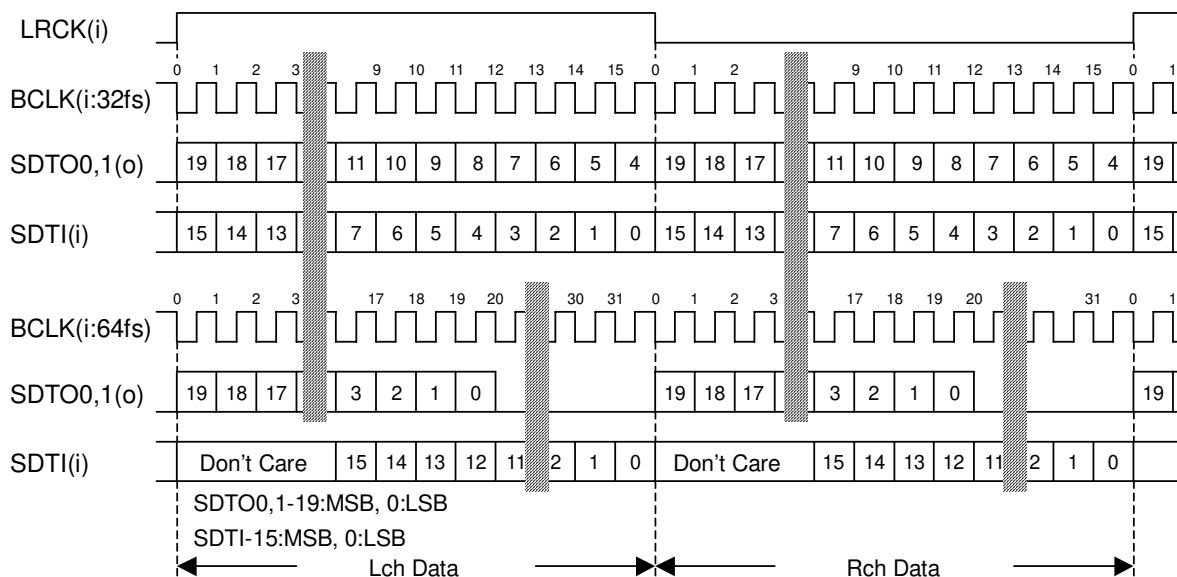 LRCK(i)
0 1 2 3 9 10 11 12 13 14 15 0 1 2 9 10 11 12 13 14 15 0 1
BCLK(i:32fs)
SDTO0,1(o) 19 18 17 11 10 9 8 7 6 5 4 19 18 17 11 10 9 8 7 6 5 4 19
SDTI(i) 15 14 13 7 6 5 4 3 2 1 0 15 14 13 7 6 5 4 3 2 1 0 15
0 1 2 3 17 18 19 20 30 31 0 1 2 3 17 18 19 20 31 0 1
BCLK(i:64fs)
SDTO0,1(o) 19 18 17 3 2 1 0 19 18 17 3 2 1 0 19
SDTI(i) Don't Care 15 14 13 12 11 2 1 0 Don't Care 15 14 13 12 11 2 1 0
SDTO0,1-19:MSB, 0:LSB
SDTI-15:MSB, 0:LSB
Lch Data Rch Data